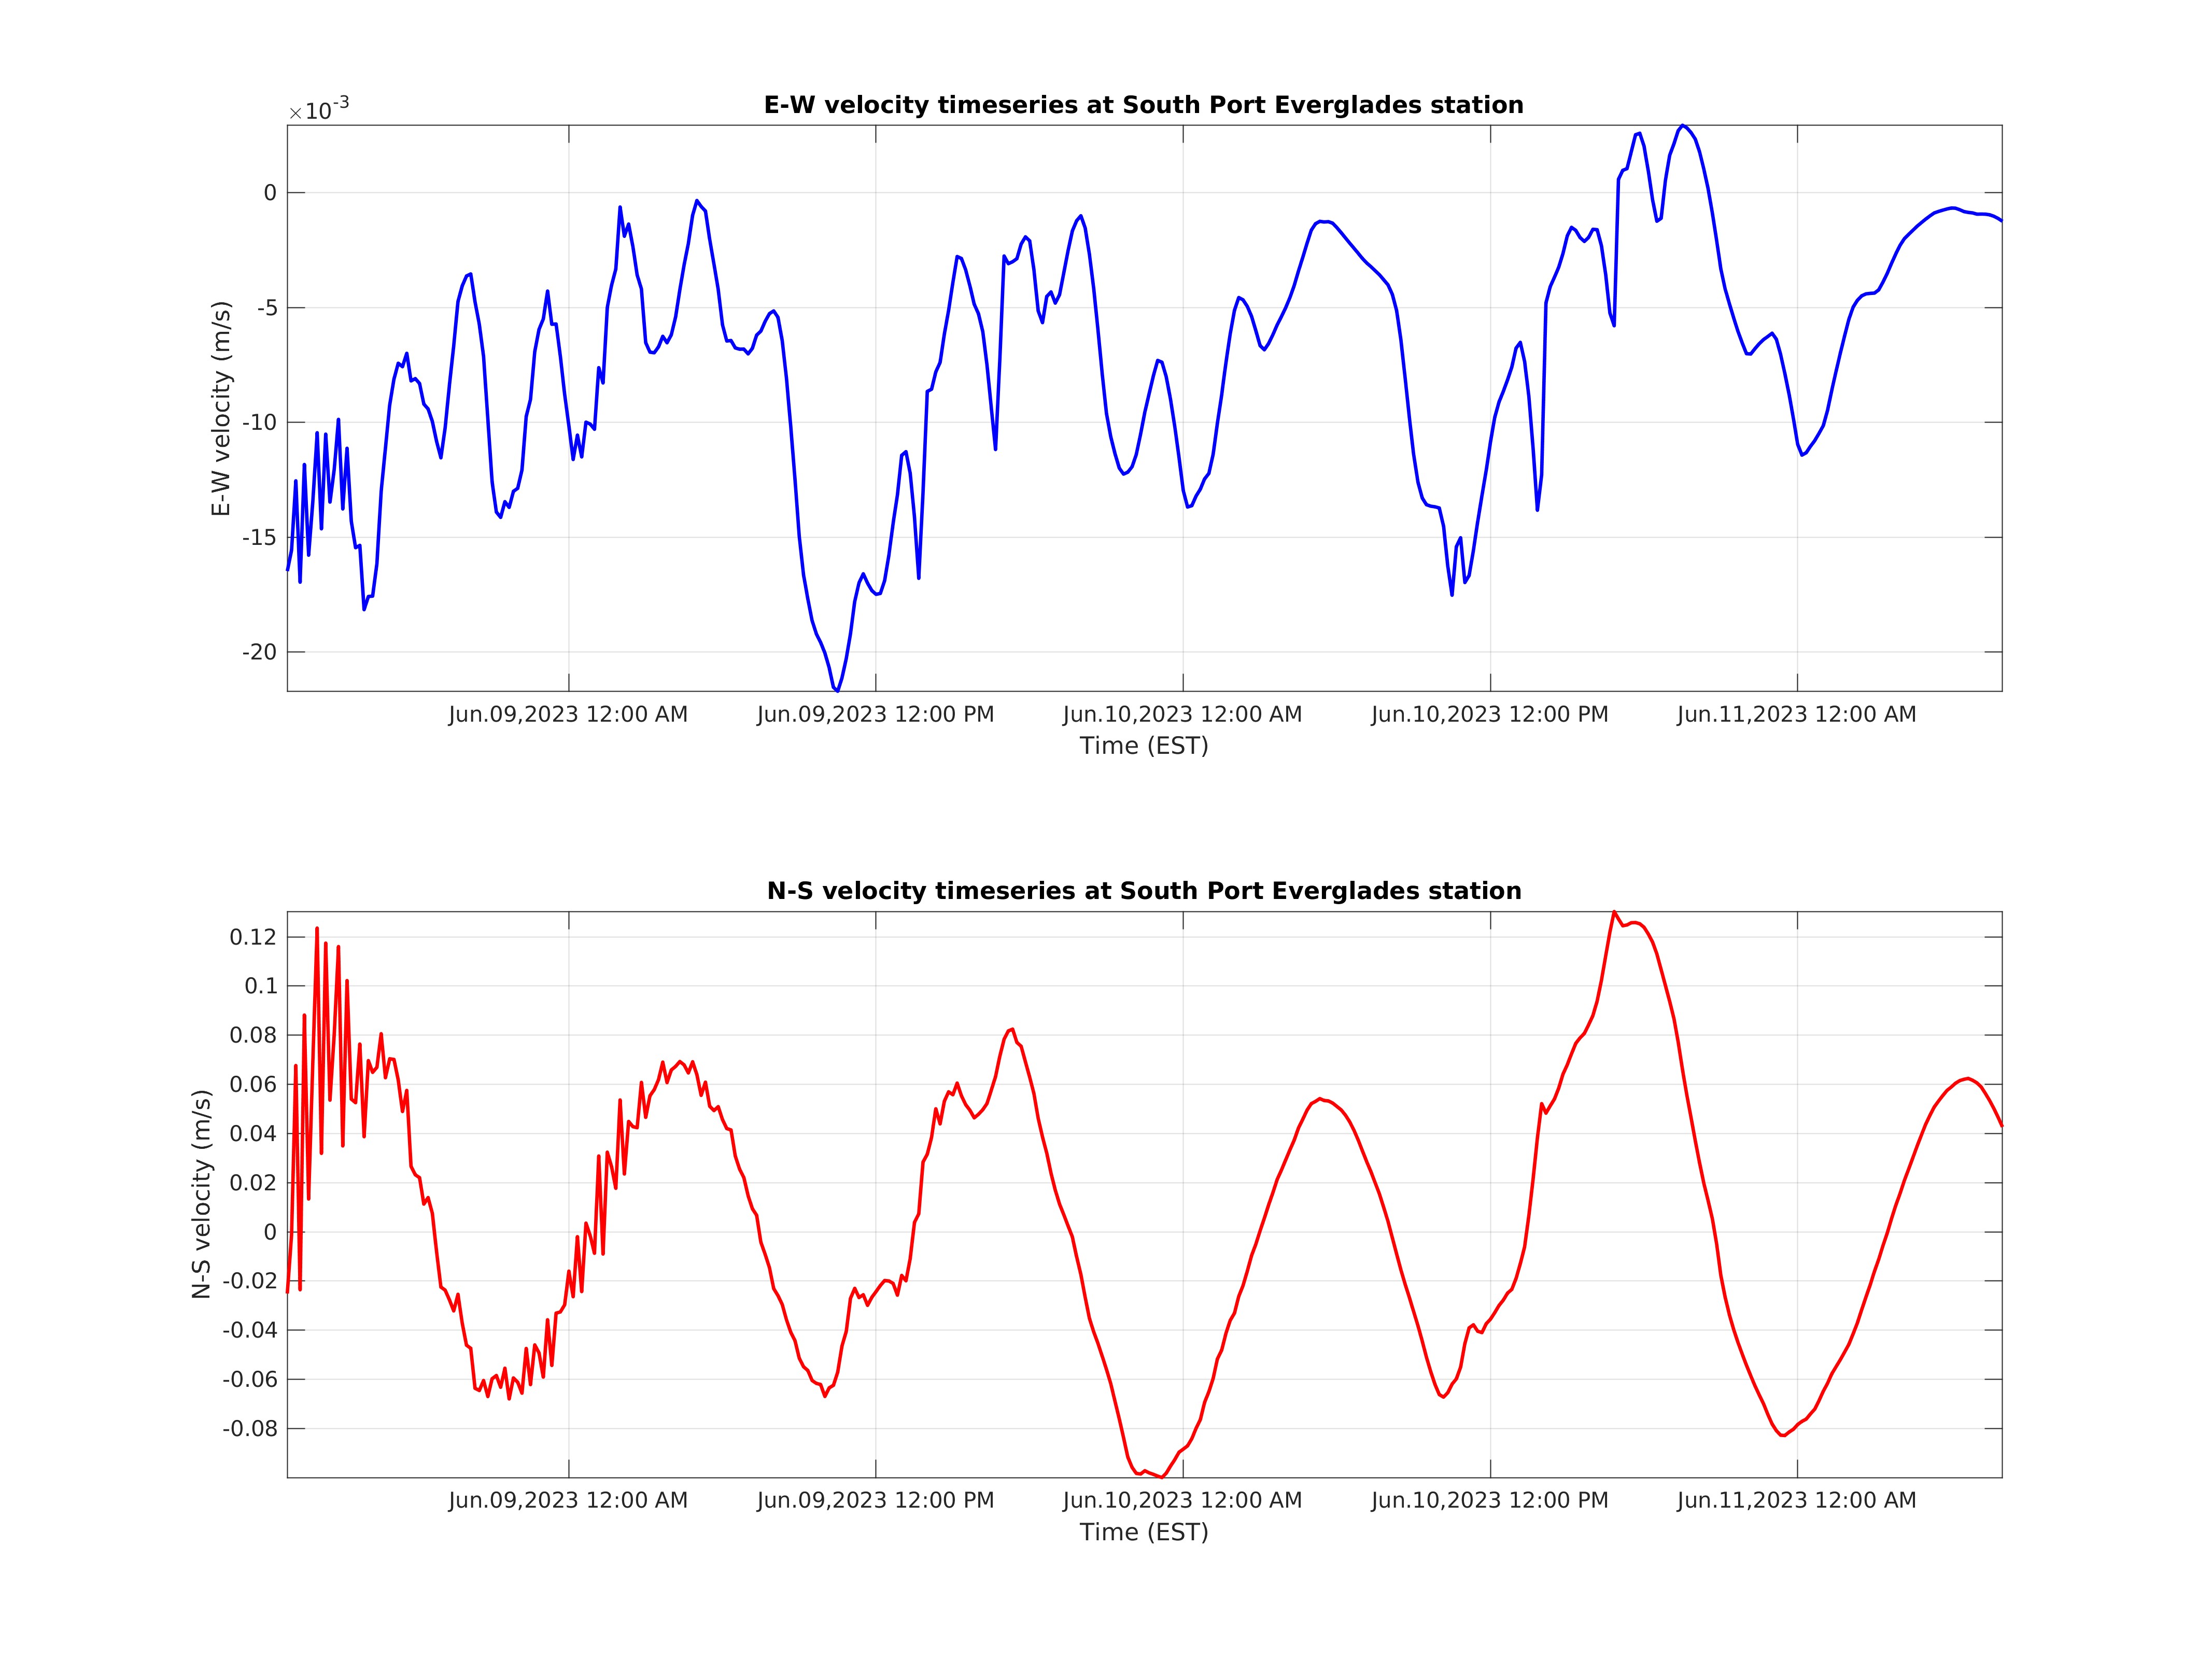 ×10-3
E-W velocity timeseries at South Port Everglades station
0
-5
-10
-15
-20
E-W velocity (m/s)
Jun.09,2023 12:00 AM Jun.09,2023 12:00 PM Jun.10,2023 12:00 AM Jun.10,2023 12:00 PM Jun.11,2023 12:00 AM
Time (EST)
N-S velocity timeseries at South Port Everglades station
0.12
0.1
0.08
0.06
0.04
0.02
0
-0.02
-0.04
-0.06
-0.08
N-S velocity (m/s)
Jun.09,2023 12:00 AM Jun.09,2023 12:00 PM Jun.10,2023 12:00 AM Jun.10,2023 12:00 PM Jun.11,2023 12:00 AM
Time (EST)